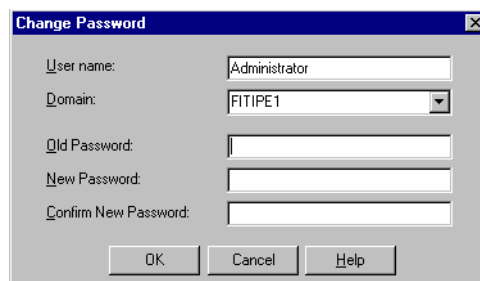 Change Password
User name: Administrator
Domain: FITIPE1
Old Password:
New Password:
Confirm New Password:
OK Cancel Help